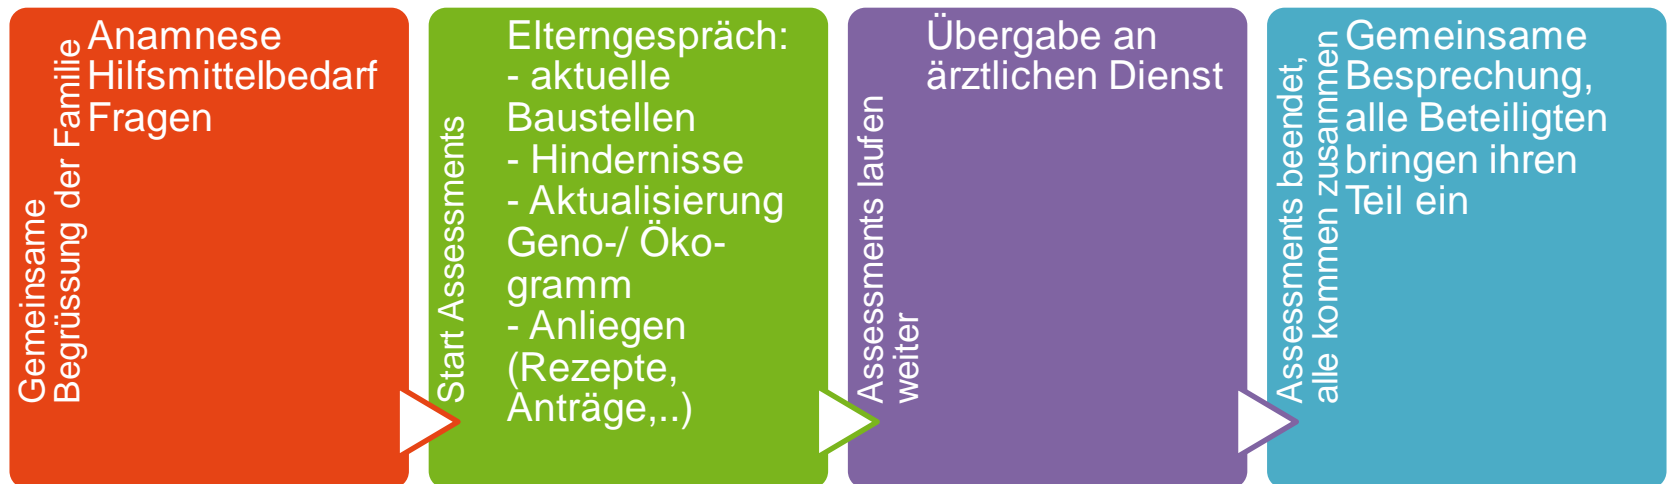 Gemeinsame
Begrüssung der Familie
Anamnese
Hilfsmittelbedarf
Fragen
Start Assessments
Elterngespräch:
- aktuelle
Baustellen
- Hindernisse
- Aktualisierung
Geno-/ Öko-
gramm
- Anliegen
(Rezepte,
Anträge,..)
Assessments laufen
weiter
Übergabe an
ärztlichen Dienst
Assessments beendet,
alle kommen zusammen
Gemeinsame
Besprechung,
alle Beteiligten
bringen ihren
Teil ein